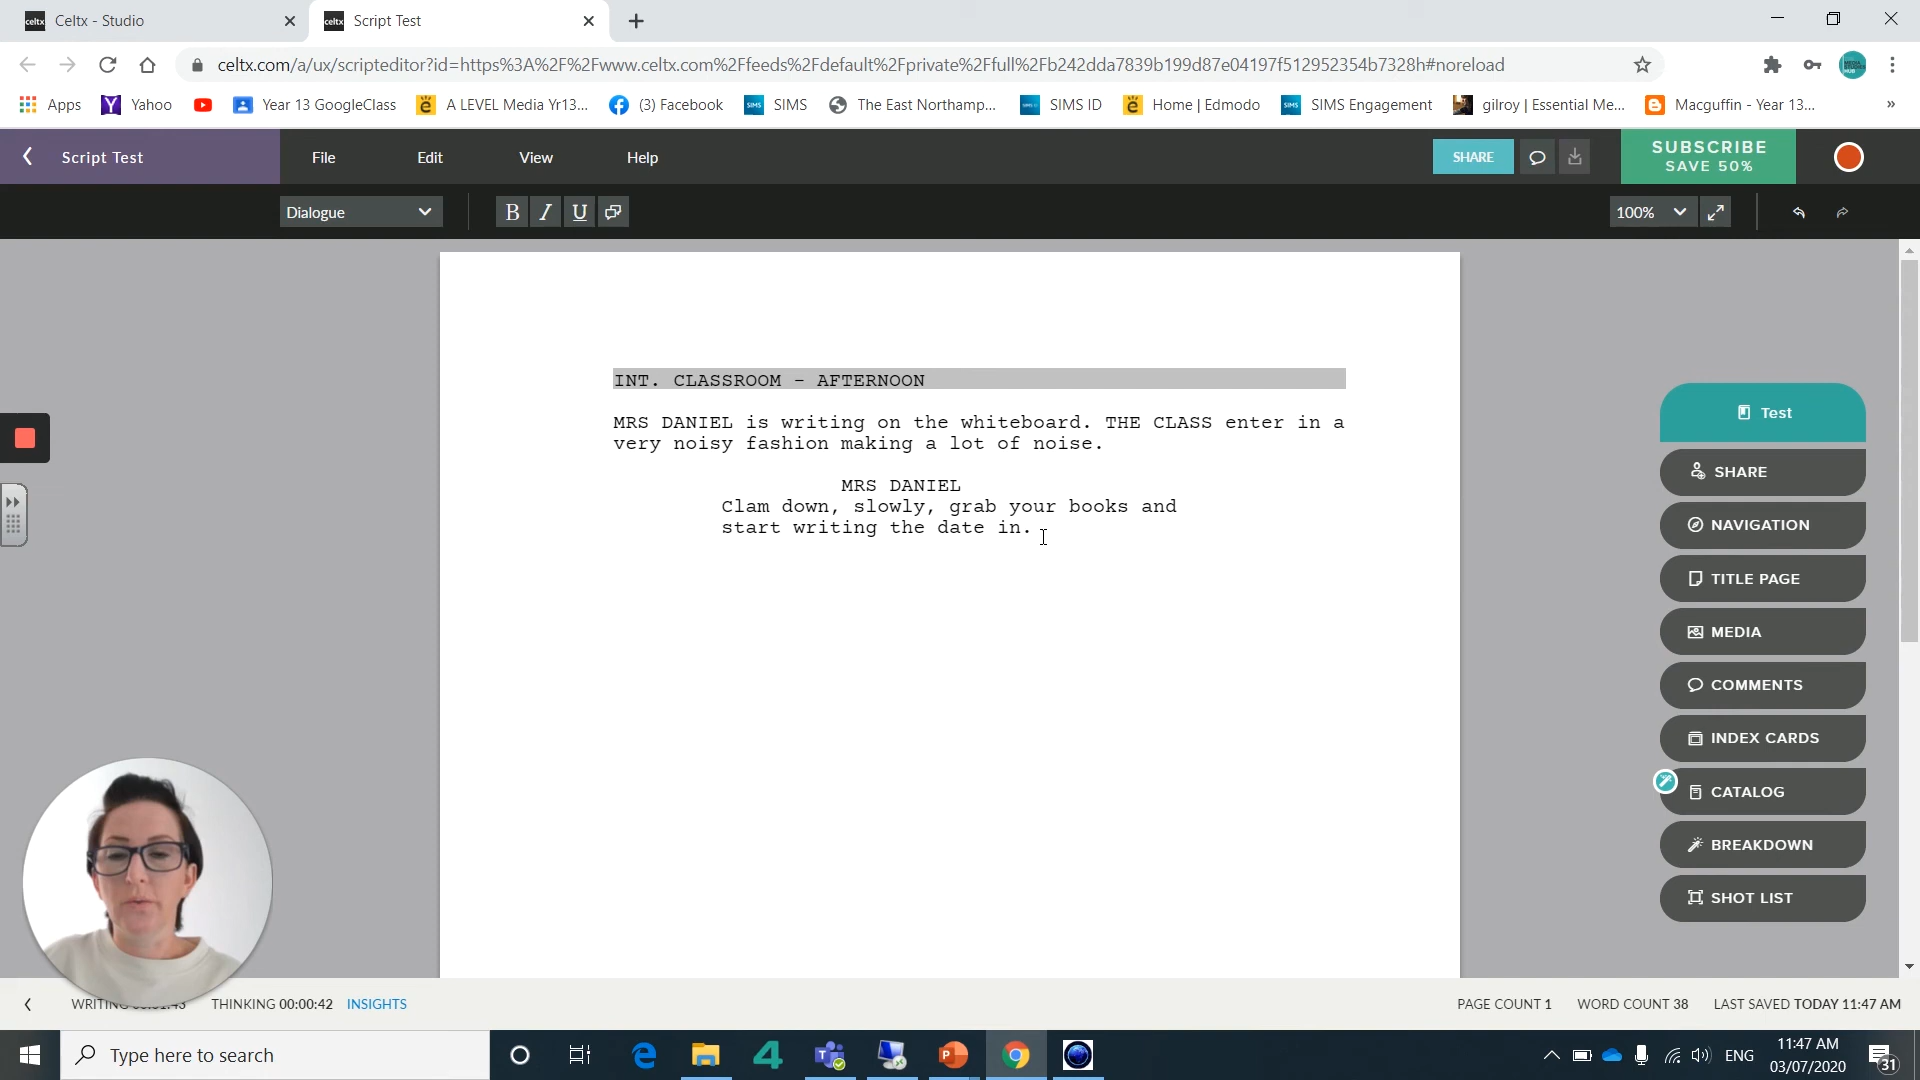 celtx Celtx - Studio
celtx Script Test
celtx.com/a/ux/scripteditor?id=https%3A%2F%2Fwww.celtx.com%2Ffeeds%2Fdefault%2Fprivate%2Ffull%2Fb242dda7839b199d87e04197f512952354b7328h#noreload
Apps Yahoo Year 13 GoogleClass A LEVEL Media Yr13... (3) Facebook SIMS SIMS The East Northamp... SIMS ID Home | Edmodo SIMS SIMS Engagement gilroy | Essential Me... Macguffin - Year 13... »
Script Test File Edit View Help SHARE
SUBSCRIBE
SAVE 50%
Dialogue B I U 100%
INT. CLASSROOM - AFTERNOON
MRS DANIEL is writing on the whiteboard. THE CLASS enter in a
very noisy fashion making a lot of noise.
MRS DANIEL
Clam down, slowly, grab your books and
start writing the date in.
Test
SHARE
NAVIGATION
TITLE PAGE
MEDIA
COMMENTS
INDEX CARDS
CATALOG
BREAKDOWN
SHOT LIST
THINKING 00:00:42 INSIGHTS
PAGE COUNT 1 WORD COUNT 38 LAST SAVED TODAY 11:47 AM
Type here to search
ENG
11:47 AM
03/07/2020
31